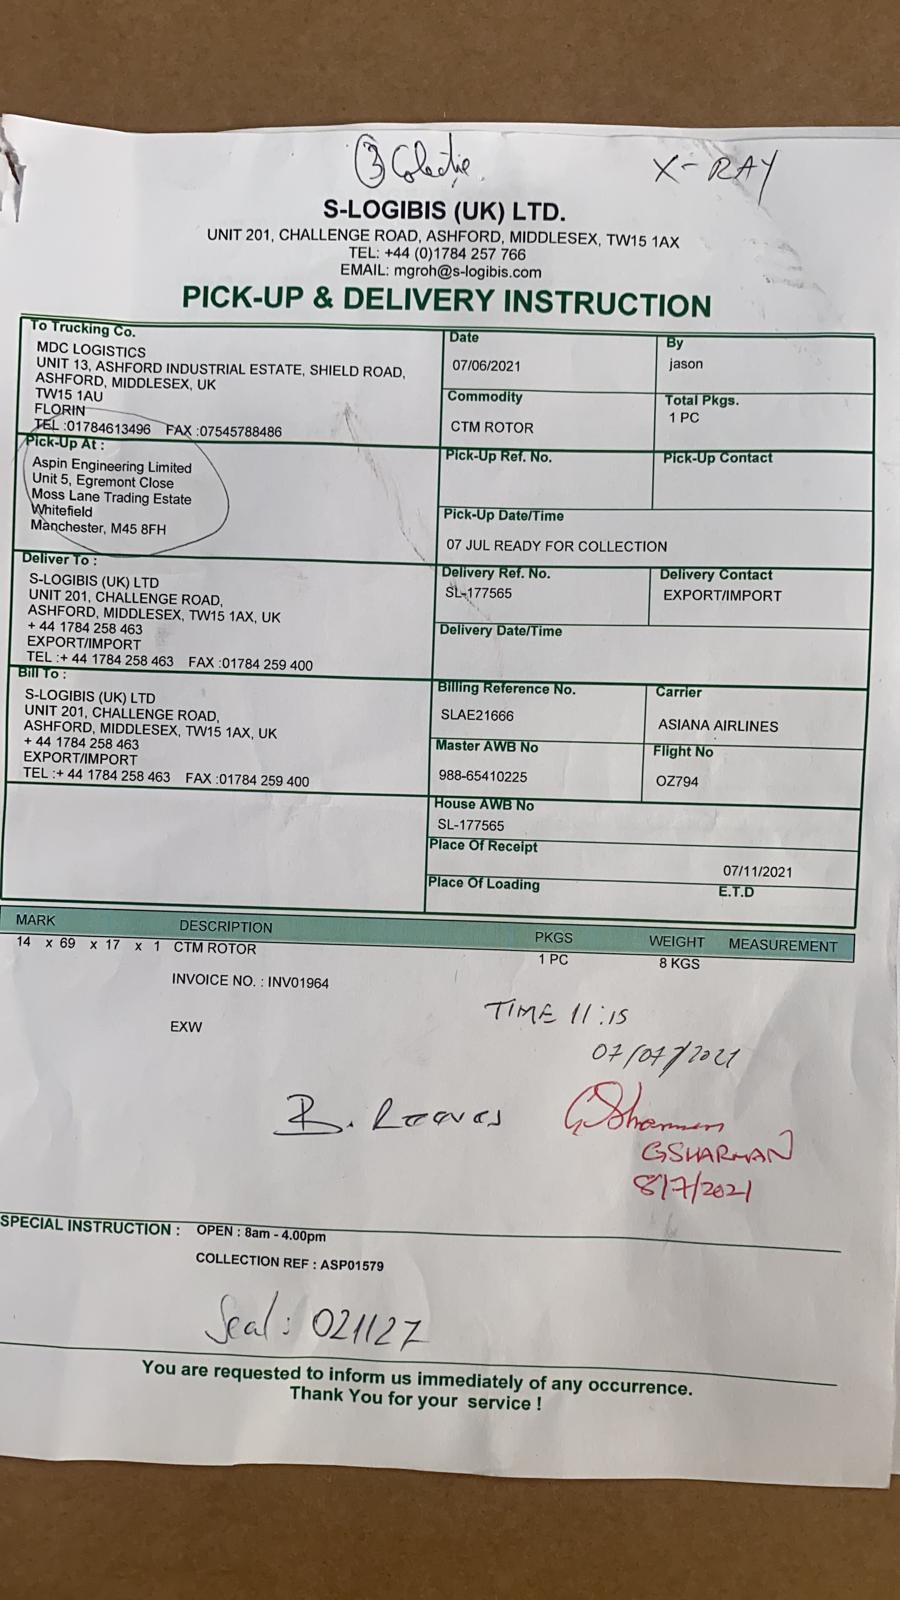 3 Colectie.
X-RAY
S-LOGIBIS (UK) LTD.
UNIT 201, CHALLENGE ROAD, ASHFORD, MIDDLESEX, TW15 1AX
TEL: +44 (0)1784 257 766
EMAIL: mgroh@s-logibis.com
PICK-UP & DELIVERY INSTRUCTION
To Trucking Co.
MDC LOGISTICS
UNIT 13, ASHFORD INDUSTRIAL ESTATE, SHIELD ROAD,
ASHFORD, MIDDLESEX, UK
TW15 1AU
FLORIN
TEL :01784613496 FAX :07545788486
Date
07/06/2021
By
jason
Commodity
CTM ROTOR
Total Pkgs.
1 PC
Pick-Up At :
Aspin Engineering Limited
Unit 5, Egremont Close
Moss Lane Trading Estate
Whitefield
Manchester, M45 8FH
Pick-Up Ref. No.
Pick-Up Contact
Pick-Up Date/Time
07 JUL READY FOR COLLECTION
Deliver To :
S-LOGIBIS (UK) LTD
UNIT 201, CHALLENGE ROAD,
ASHFORD, MIDDLESEX, TW15 1AX, UK
+ 44 1784 258 463
EXPORT/IMPORT
TEL :+ 44 1784 258 463 FAX :01784 259 400
Delivery Ref. No.
SL-177565
Delivery Contact
EXPORT/IMPORT
Delivery Date/Time
Bill To :
S-LOGIBIS (UK) LTD
UNIT 201, CHALLENGE ROAD,
ASHFORD, MIDDLESEX, TW15 1AX, UK
+ 44 1784 258 463
EXPORT/IMPORT
TEL :+ 44 1784 258 463 FAX :01784 259 400
Billing Reference No.
SLAE21666
Carrier
ASIANA AIRLINES
Master AWB No
988-65410225
Flight No
OZ794
House AWB No
SL-177565
Place Of Receipt
07/11/2021
Place Of Loading
E.T.D
MARK DESCRIPTION PKGS WEIGHT MEASUREMENT
14 x 69 x 17 x 1 CTM ROTOR 1 PC 8 KGS
INVOICE NO. : INV01964
EXW
TIME 11:15
07/07/2021
B. REEVES
GSharman
GSHARMAN
8/7/2021
SPECIAL INSTRUCTION : OPEN : 8am - 4.00pm
COLLECTION REF : ASP01579
Seal: 021127
You are requested to inform us immediately of any occurrence.
Thank You for your service !